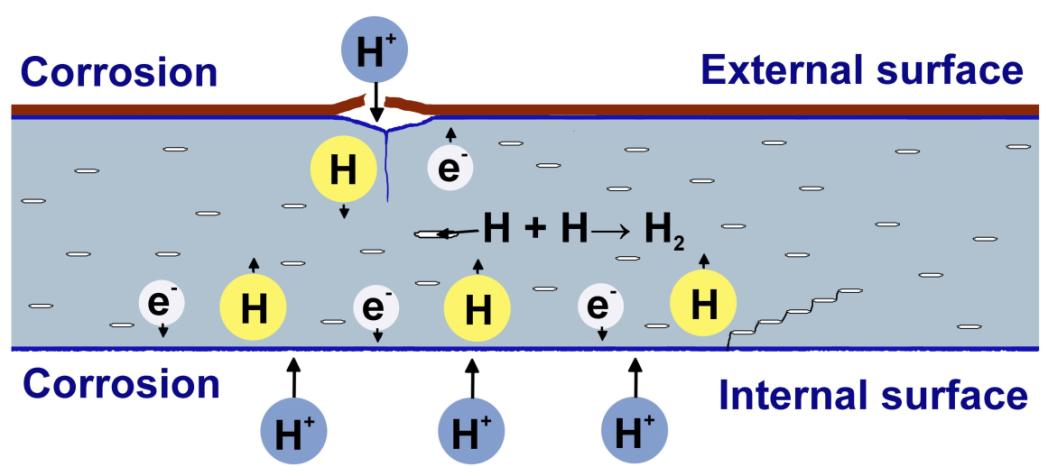 H⁺
Corrosion
External surface
H
e⁻
H + H → H₂
e⁻
H
e⁻
H
e⁻
H
Corrosion
Internal surface
H⁺
H⁺
H⁺